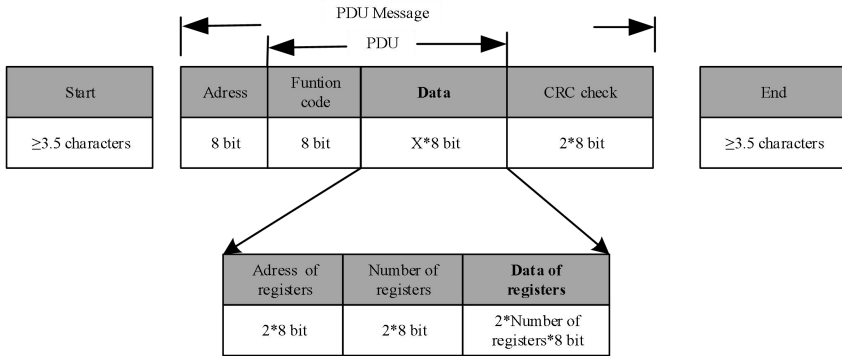 PDU Message
PDU
Start
Adress
Funtion
code
Data
CRC check
End
≥3.5 characters
8 bit
8 bit
X*8 bit
2*8 bit
≥3.5 characters
Adress of
registers
Number of
registers
Data of
registers
2*8 bit
2*8 bit
2*Number of
registers*8 bit